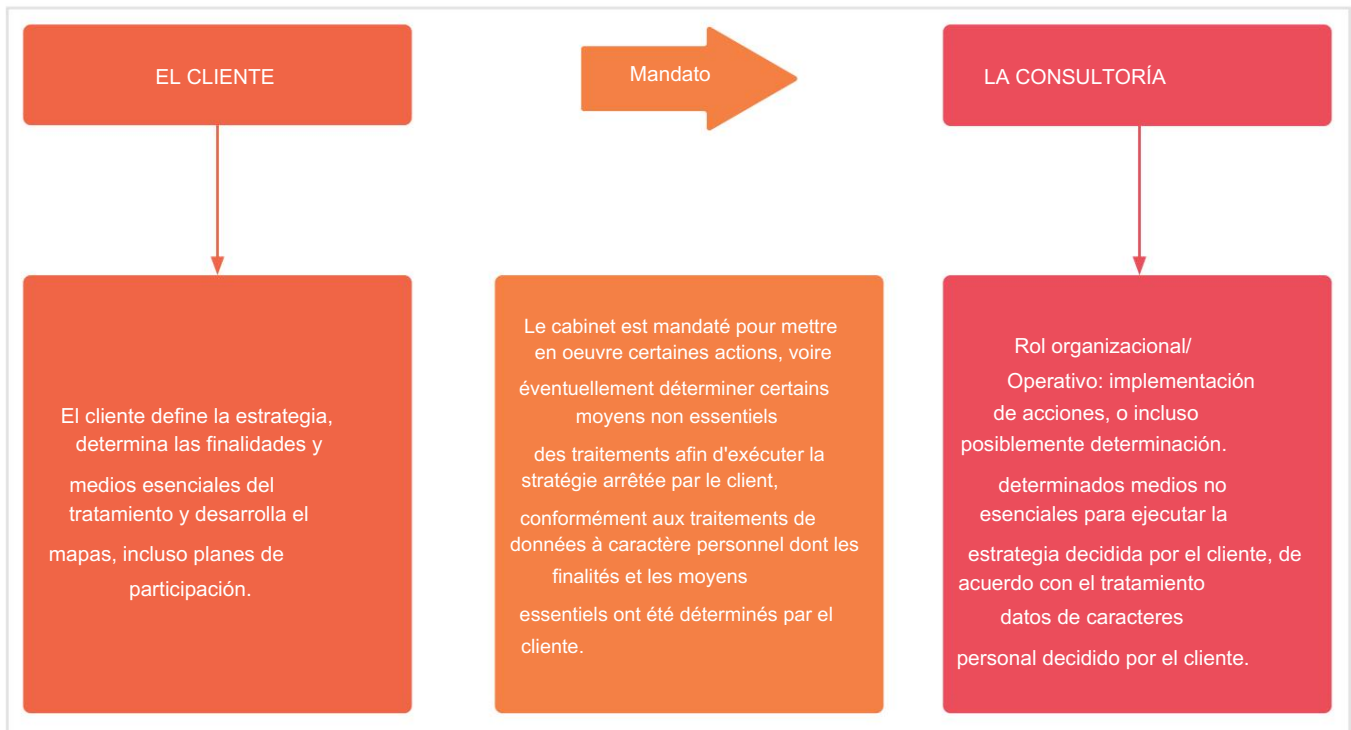 EL CLIENTE
Mandato
LA CONSULTORÍA
El cliente define la estrategia,
determina las finalidades y
medios esenciales del
tratamiento y desarrolla el
mapas, incluso planes de
participación.
Le cabinet est mandaté pour mettre
en oeuvre certaines actions, voire
éventuellement déterminer certains
moyens non essentiels
des traitements afin d'exécuter la
stratégie arrêtée par le client,
conformément aux traitements de
données à caractère personnel dont les
finalités et les moyens
essentiels ont été déterminés par el
cliente.
Rol organizacional/
Operativo: implementación
de acciones, o incluso
posiblemente determinación.
determinados medios no
esenciales para ejecutar la
estrategia decidida por el cliente, de
acuerdo con el tratamiento
datos de caracteres
personal decidido por el cliente.